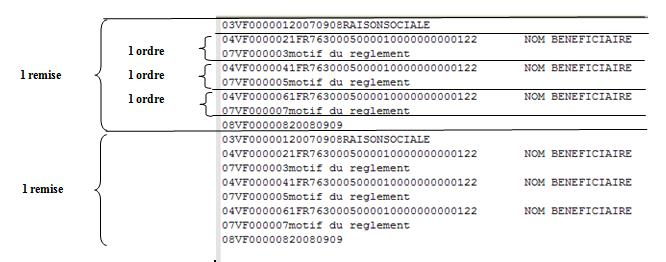 03VF00000120070908RAISONSOCIALE
04VF0000021FR7630005000010000000000122 NOM BENEFICIAIRE
1 ordre
07VF000003motif du reglement
1 remise
1 ordre
04VF0000041FR7630005000010000000000122 NOM BENEFICIAIRE
07VF000005motif du reglement
1 ordre
04VF0000061FR7630005000010000000000122 NOM BENEFICIAIRE
07VF000007motif du reglement
08VF00000820080909
03VF00000120070908RAISONSOCIALE
04VF0000021FR7630005000010000000000122 NOM BENEFICIAIRE
07VF000003motif du reglement
1 remise
04VF0000041FR7630005000010000000000122 NOM BENEFICIAIRE
07VF000005motif du reglement
04VF0000061FR7630005000010000000000122 NOM BENEFICIAIRE
07VF000007motif du reglement
08VF00000820080909